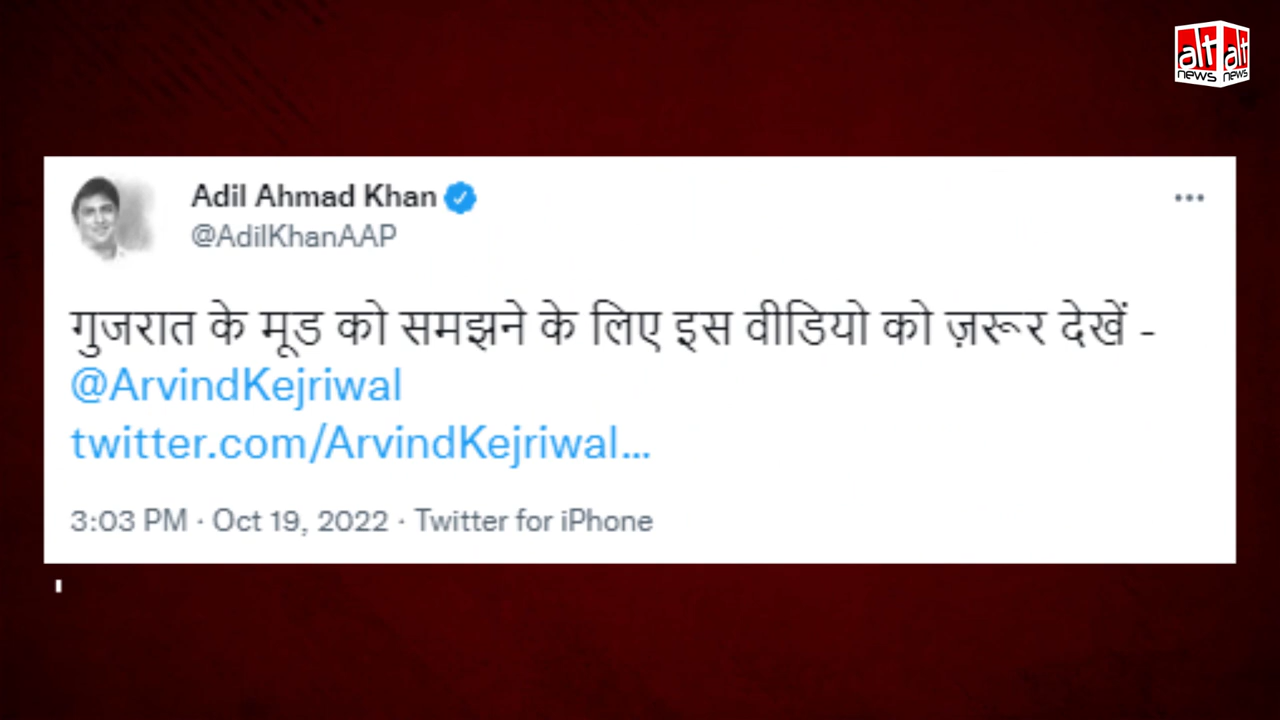 alt alt
news news
Adil Ahmad Khan
@AdilKhanAAP
गुजरात के मूड को समझने के लिए इस वीडियो को ज़रूर देखें -
@ArvindKejriwal
twitter.com/ArvindKejriwal...
3:03 PM · Oct 19, 2022 · Twitter for iPhone